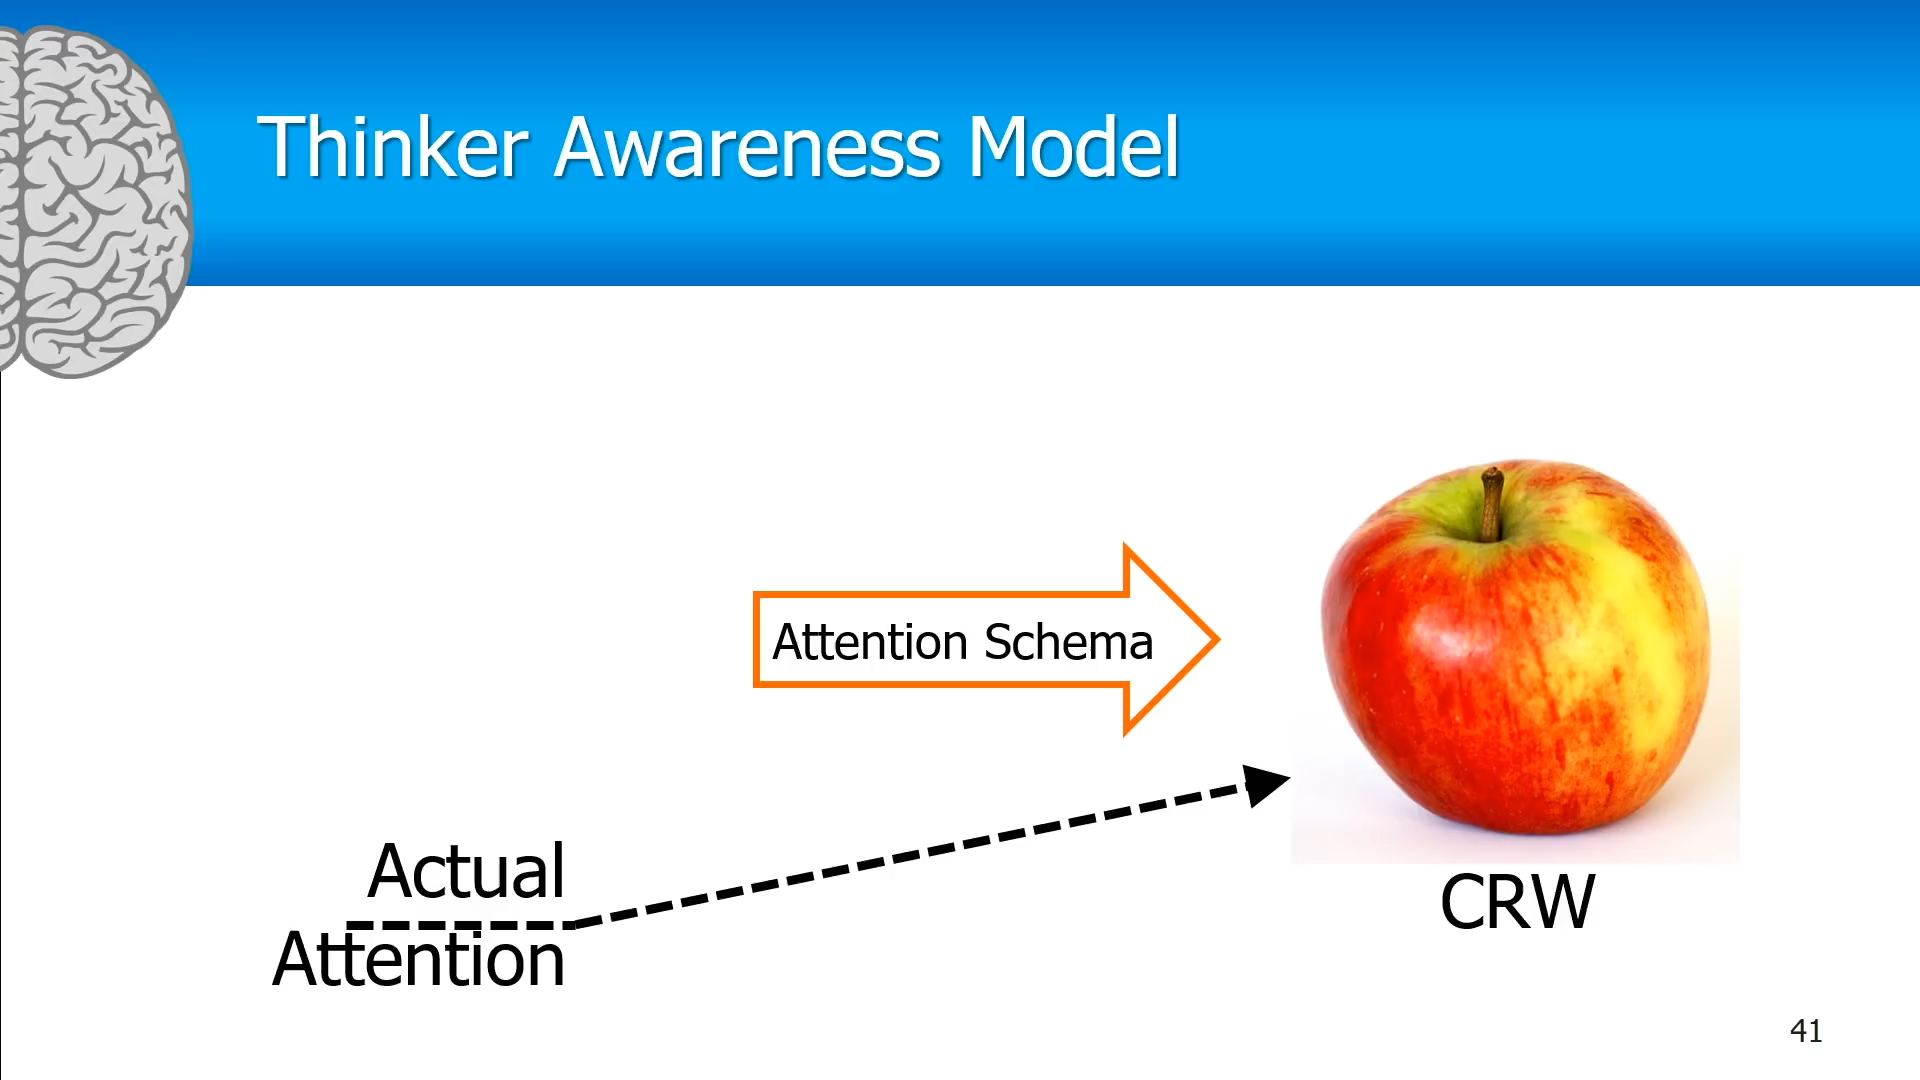 Thinker Awareness Model
Attention Schema
Actual
Attention
CRW
41